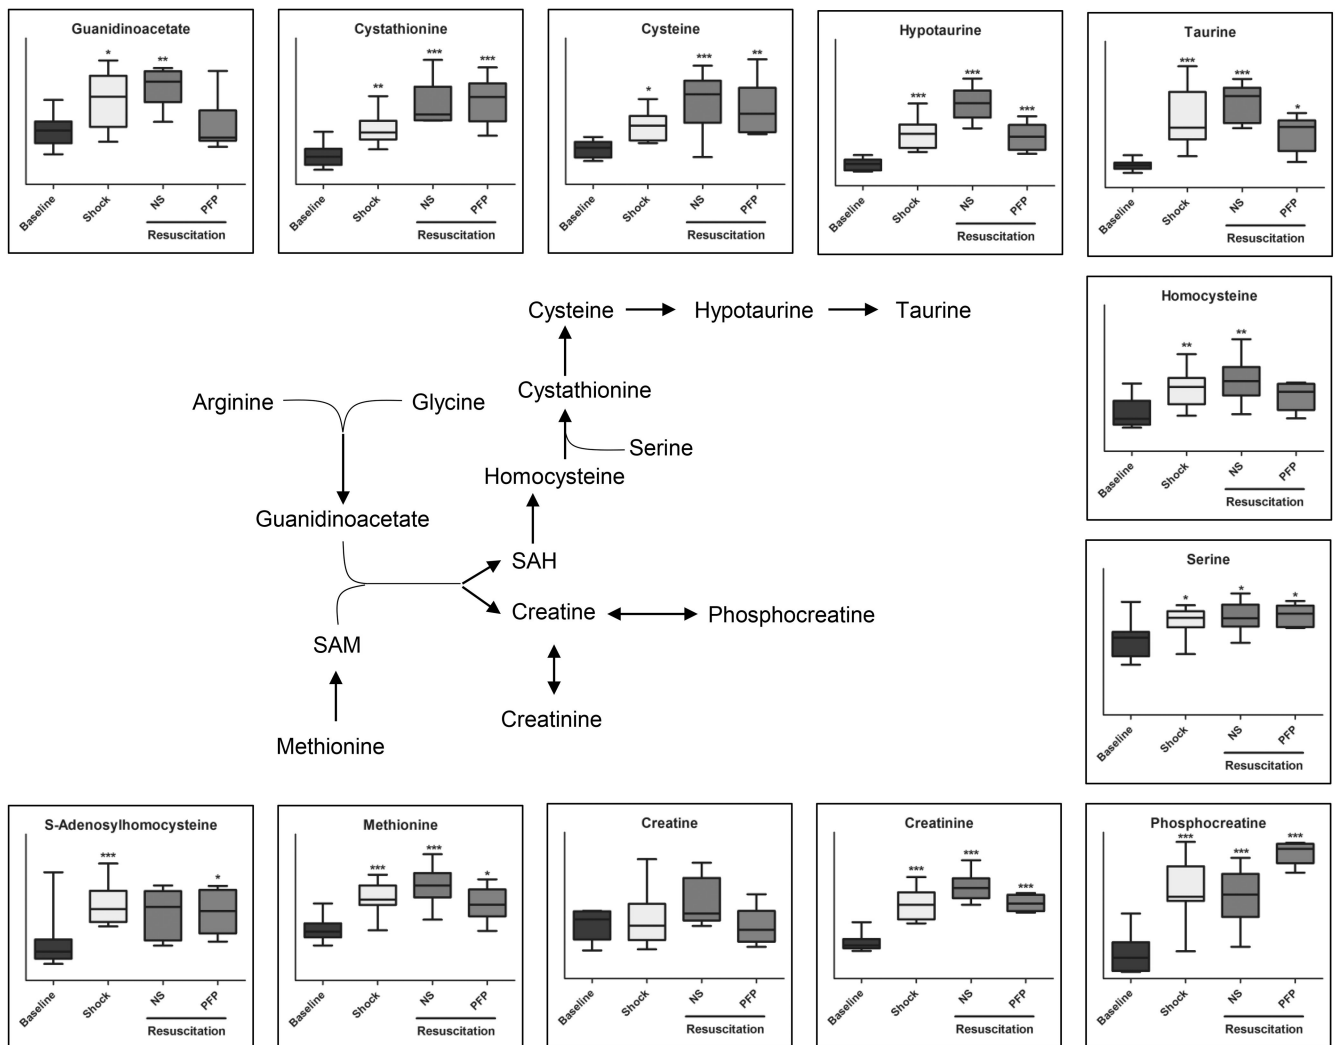 Guanidinoacetate
* **
Baseline Shock NS PFP
Resuscitation
Cystathionine
** *** ***
Baseline Shock NS PFP
Resuscitation
Cysteine
* *** **
Baseline Shock NS PFP
Resuscitation
Hypotaurine
*** *** ***
Baseline Shock NS PFP
Resuscitation
Taurine
*** *** *
Baseline Shock NS PFP
Resuscitation
Cysteine Hypotaurine Taurine
Cystathionine
Arginine Glycine
Serine
Homocysteine
Guanidinoacetate
SAH
Creatine Phosphocreatine
SAM
Creatinine
Methionine
Homocysteine
** **
Baseline Shock NS PFP
Resuscitation
Serine
* * *
Baseline Shock NS PFP
Resuscitation
S-Adenosylhomocysteine
*** *
Baseline Shock NS PFP
Resuscitation
Methionine
*** *** *
Baseline Shock NS PFP
Resuscitation
Creatine
Baseline Shock NS PFP
Resuscitation
Creatinine
*** *** ***
Baseline Shock NS PFP
Resuscitation
Phosphocreatine
*** *** ***
Baseline Shock NS PFP
Resuscitation